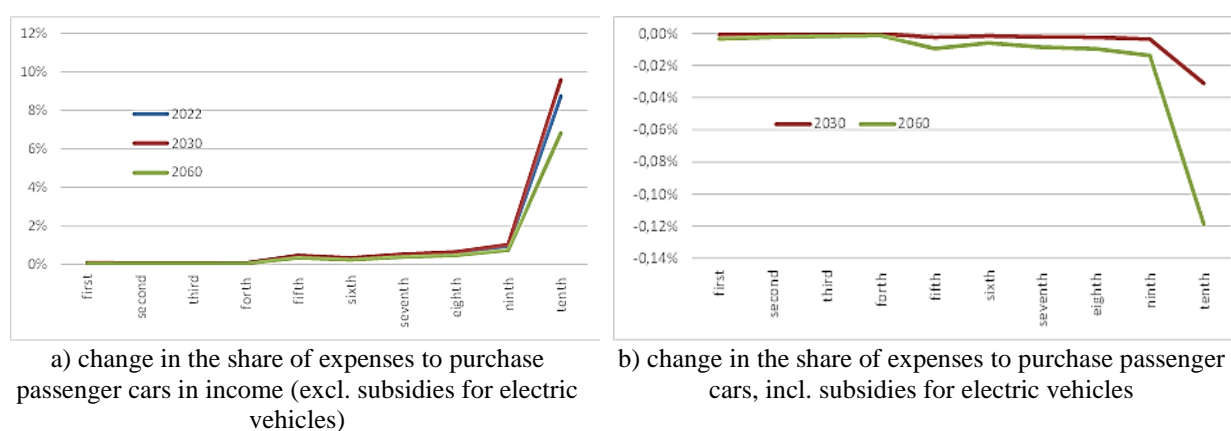 12%
10%
8%
6%
4%
2%
0%
2022
2030
2060
first
second
third
forth
fifth
sixth
seventh
eighth
ninth
tenth
a) change in the share of expenses to purchase
passenger cars in income (excl. subsidies for electric
vehicles)
0,00%
-0,02%
-0,04%
-0,06%
-0,08%
-0,10%
-0,12%
-0,14%
2030 2060
first
second
third
forth
fifth
sixth
seventh
eighth
ninth
tenth
b) change in the share of expenses to purchase passenger
cars, incl. subsidies for electric vehicles